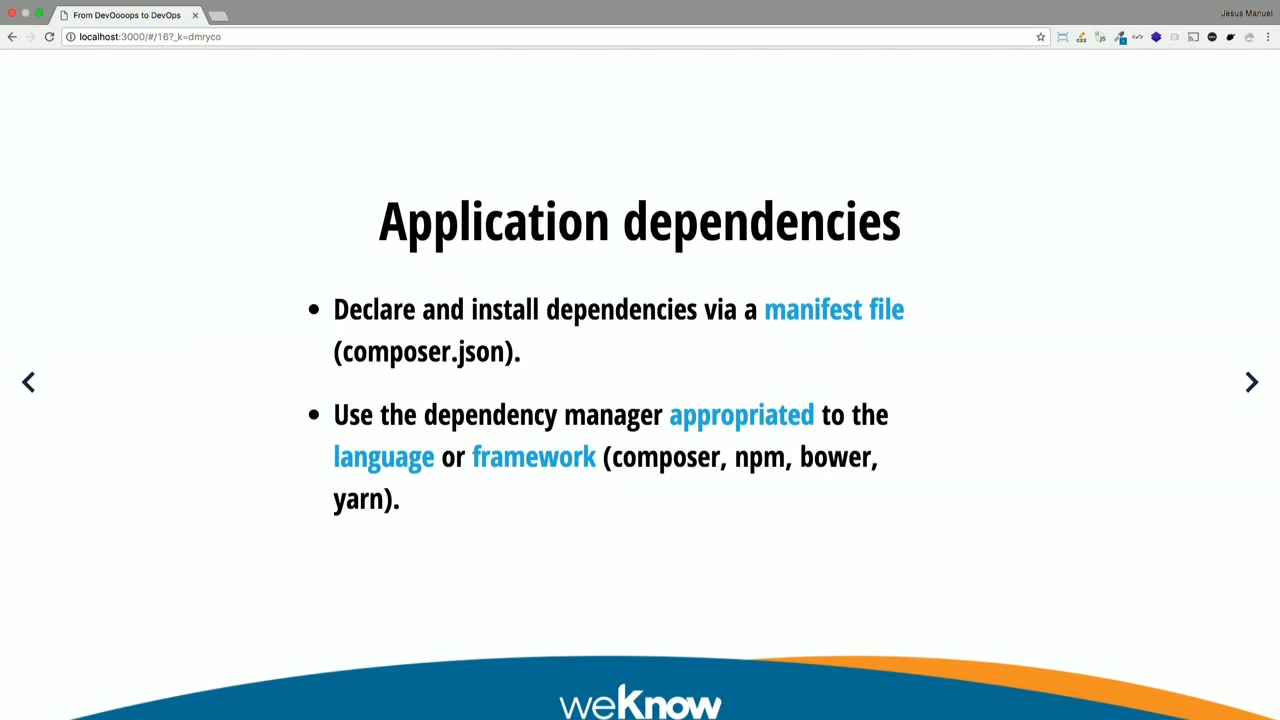 From DevOooops to DevOps
Jesus Manuel
localhost:3000/#/16?_k=dmryco
Application dependencies
• Declare and install dependencies via a manifest file
(composer.json).
• Use the dependency manager appropriated to the
language or framework (composer, npm, bower,
yarn).
weKnow